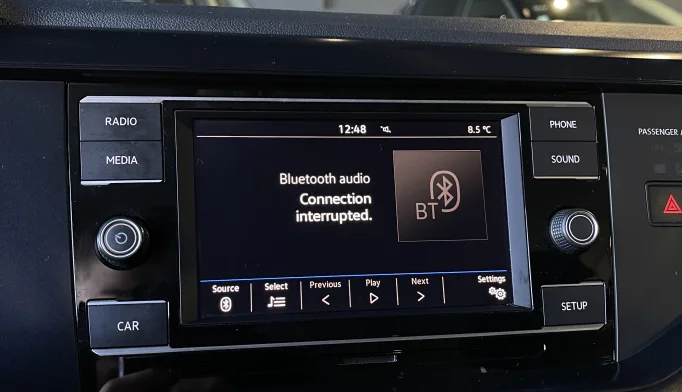 RADIO
MEDIA
CAR
12:48
8.5 °C
Bluetooth audio
Connection
interrupted.
BT
Source
Select
Previous
Play
Next
Settings
PHONE
SOUND
SETUP
PASSENGER